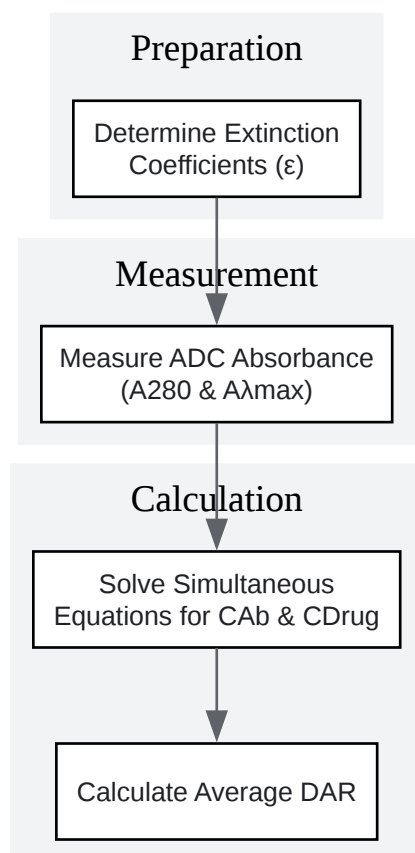 Preparation
Determine Extinction
Coefficients (ε)
Measurement
Measure ADC Absorbance
(A280 & Aλmax)
Calculation
Solve Simultaneous
Equations for CAb & CDrug
Calculate Average DAR